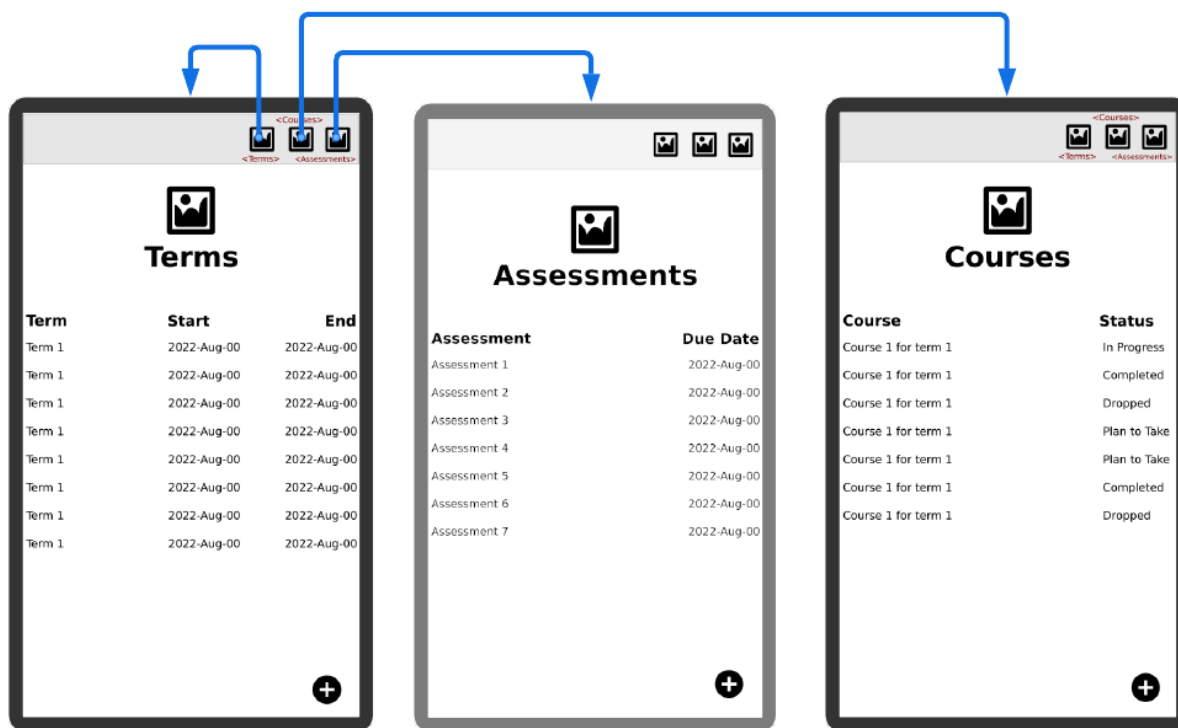 <Courses>
<Terms> <Assessments>
Terms
Term Start End
Term 1 2022-Aug-00 2022-Aug-00
Term 1 2022-Aug-00 2022-Aug-00
Term 1 2022-Aug-00 2022-Aug-00
Term 1 2022-Aug-00 2022-Aug-00
Term 1 2022-Aug-00 2022-Aug-00
Term 1 2022-Aug-00 2022-Aug-00
Term 1 2022-Aug-00 2022-Aug-00
Term 1 2022-Aug-00 2022-Aug-00
Assessments
Assessment Due Date
Assessment 1 2022-Aug-00
Assessment 2 2022-Aug-00
Assessment 3 2022-Aug-00
Assessment 4 2022-Aug-00
Assessment 5 2022-Aug-00
Assessment 6 2022-Aug-00
Assessment 7 2022-Aug-00
<Courses>
<Terms> <Assessments>
Courses
Course Status
Course 1 for term 1 In Progress
Course 1 for term 1 Completed
Course 1 for term 1 Dropped
Course 1 for term 1 Plan to Take
Course 1 for term 1 Plan to Take
Course 1 for term 1 Completed
Course 1 for term 1 Dropped